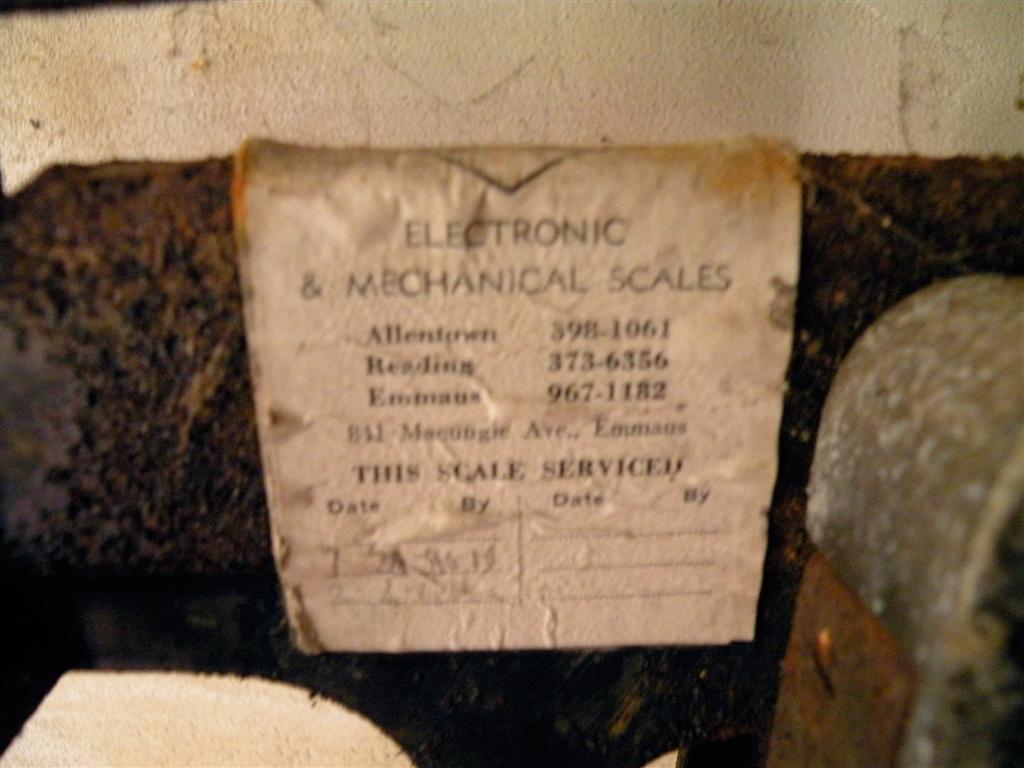 ELECTRONIC
& MECHANICAL SCALES
Allentown 398-1061
Reading 373-6356
Emmaus 967-1182
841 Macungie Ave., Emmaus
THIS SCALE SERVICED
Date By Date By